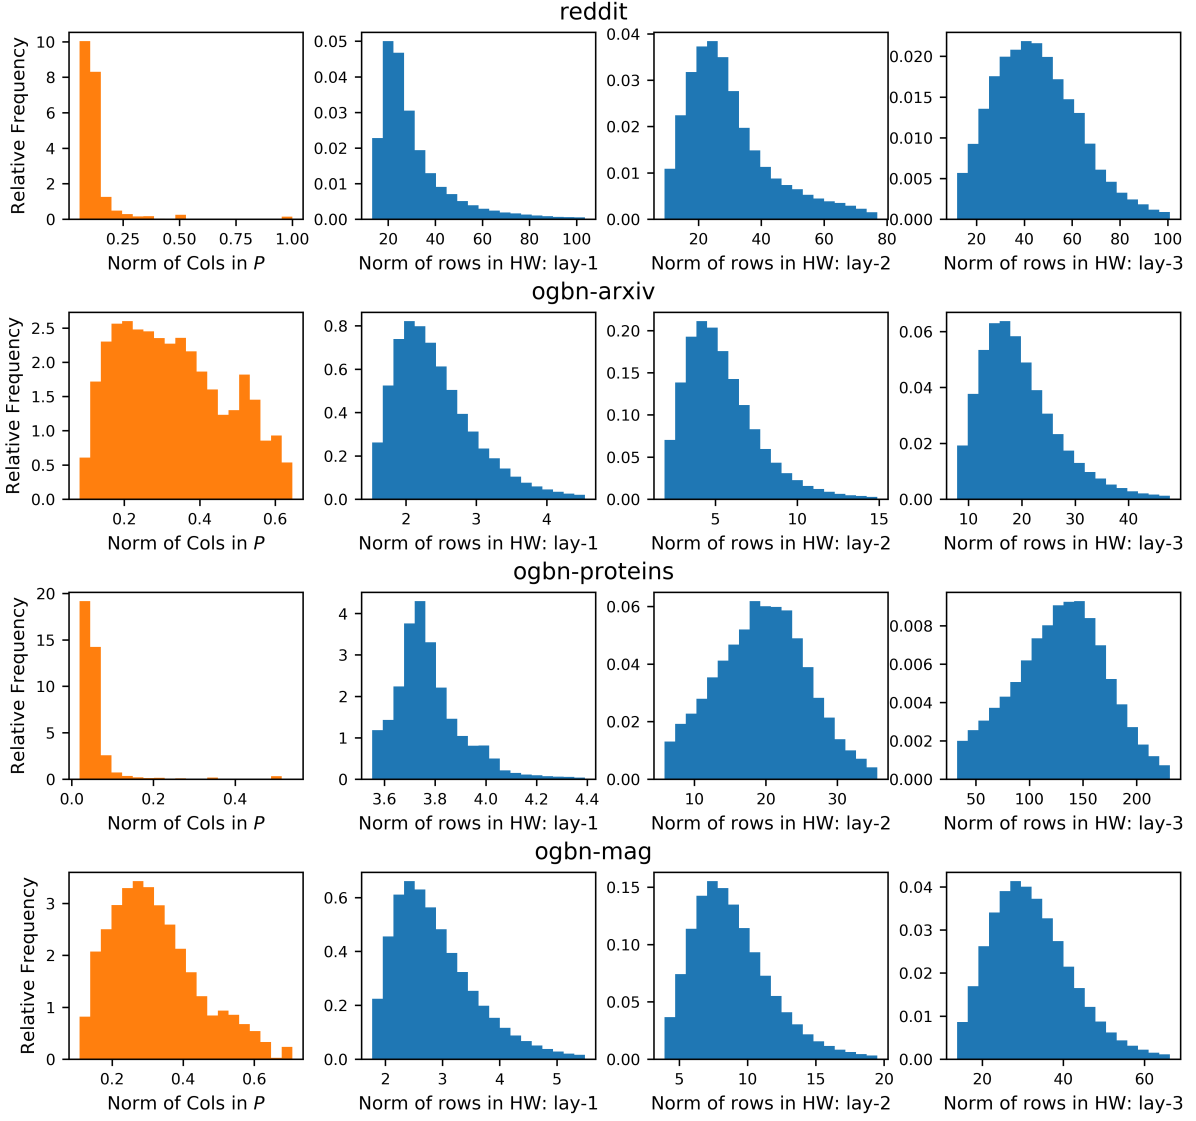 reddit
Relative Frequency
10
8
6
4
2
0
0.25 0.50 0.75 1.00
Norm of Cols in P
0.05
0.04
0.03
0.02
0.01
0.00
20 40 60 80 100
Norm of rows in HW: lay-1
0.04
0.03
0.02
0.01
0.00
20 40 60 80
Norm of rows in HW: lay-2
0.020
0.015
0.010
0.005
0.000
20 40 60 80 100
Norm of rows in HW: lay-3
ogbn-arxiv
Relative Frequency
2.5
2.0
1.5
1.0
0.5
0.0
0.2 0.4 0.6
Norm of Cols in P
0.8
0.6
0.4
0.2
0.0
2 3 4
Norm of rows in HW: lay-1
0.20
0.15
0.10
0.05
0.00
5 10 15
Norm of rows in HW: lay-2
0.06
0.04
0.02
0.00
10 20 30 40
Norm of rows in HW: lay-3
ogbn-proteins
Relative Frequency
20
15
10
5
0
0.0 0.2 0.4
Norm of Cols in P
4
3
2
1
0
3.6 3.8 4.0 4.2 4.4
Norm of rows in HW: lay-1
0.06
0.04
0.02
0.00
10 20 30
Norm of rows in HW: lay-2
0.008
0.006
0.004
0.002
0.000
50 100 150 200
Norm of rows in HW: lay-3
ogbn-mag
Relative Frequency
3
2
1
0
0.2 0.4 0.6
Norm of Cols in P
0.6
0.4
0.2
0.0
2 3 4 5
Norm of rows in HW: lay-1
0.15
0.10
0.05
0.00
5 10 15 20
Norm of rows in HW: lay-2
0.04
0.03
0.02
0.01
0.00
20 40 60
Norm of rows in HW: lay-3